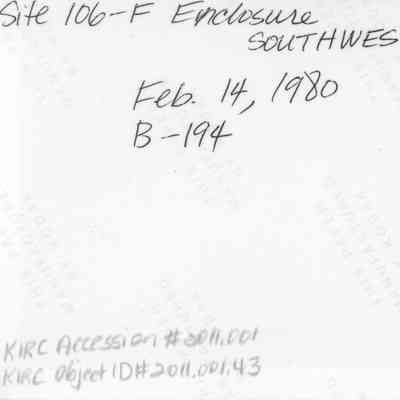 Site 106-F Enclosure
SOUTHWES
Feb. 14, 1980
B-194
KIRC Accession #2011.001
KIRC Object ID#2011.001.43